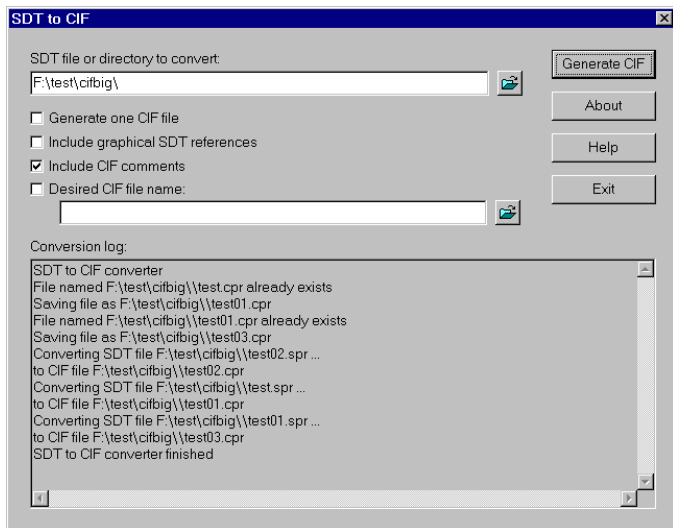 SDT to CIF
SDT file or directory to convert:
F:\test\cifbig\
Generate CIF
About
Generate one CIF file
Include graphical SDT references
Help
Include CIF comments
Desired CIF file name:
Exit
Conversion log:
SDT to CIF converter
File named F:\test\cifbig\\test.cpr already exists
Saving file as F:\test\cifbig\\test01.cpr
File named F:\test\cifbig\\test01.cpr already exists
Saving file as F:\test\cifbig\\test03.cpr
Converting SDT file F:\test\cifbig\\test02.spr ...
to CIF file F:\test\cifbig\\test02.cpr
Converting SDT file F:\test\cifbig\\test.spr ...
to CIF file F:\test\cifbig\\test01.cpr
Converting SDT file F:\test\cifbig\\test01.spr ...
to CIF file F:\test\cifbig\\test03.cpr
SDT to CIF converter finished